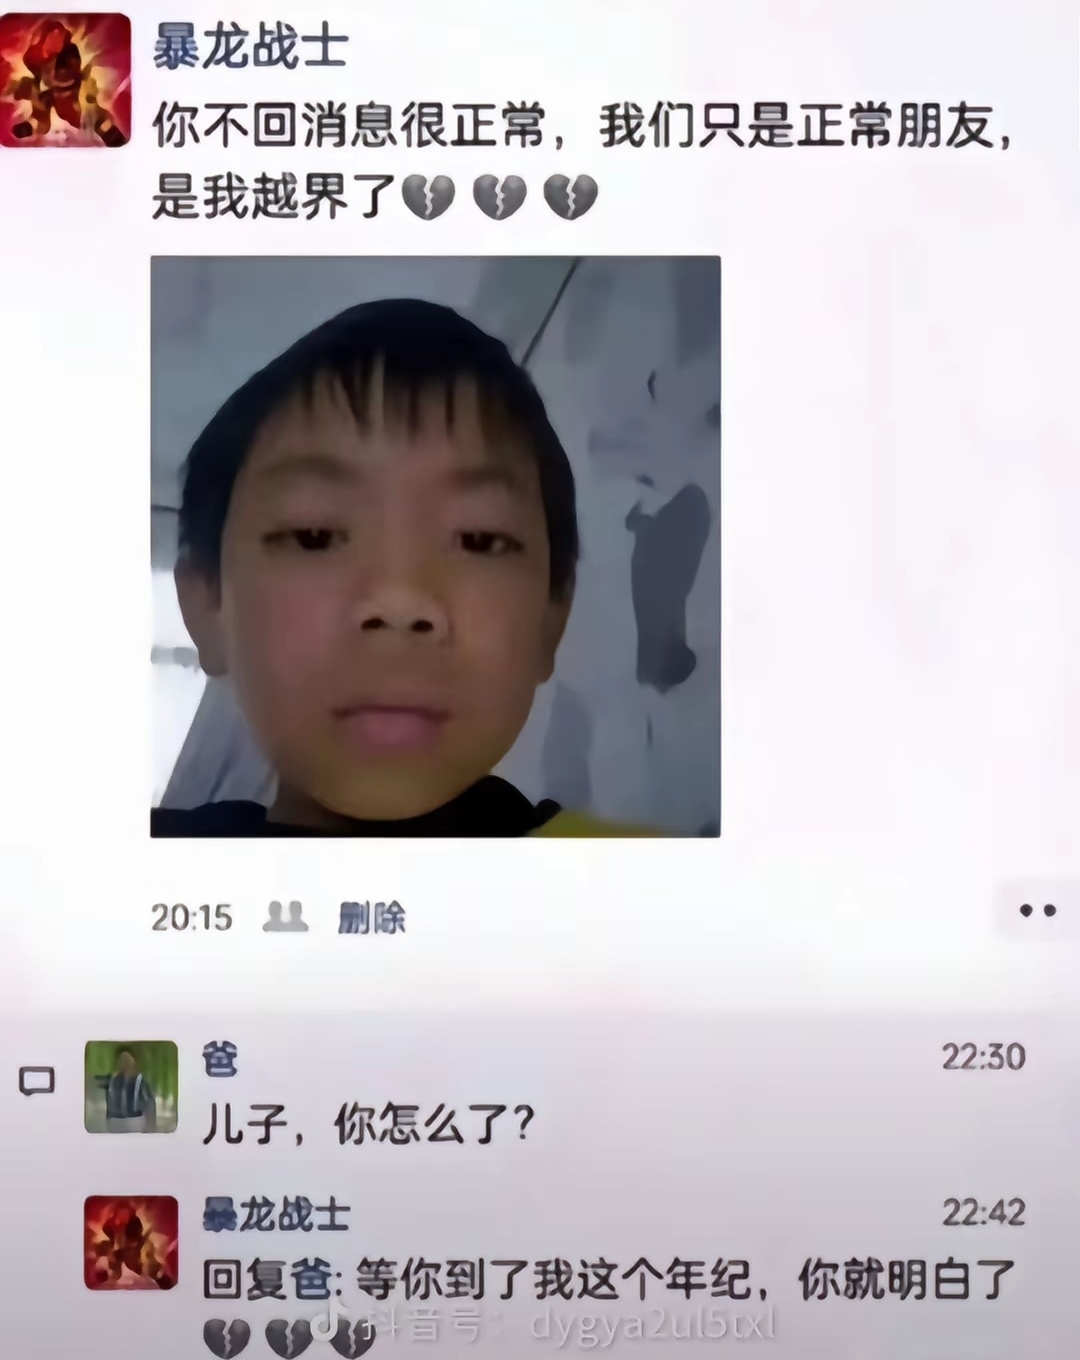 暴龙战士
你不回消息很正常，我们只是正常朋友，
是我越界了💔💔💔
20:15 删除
爸 22:30
儿子，你怎么了？
暴龙战士 22:42
回复爸: 等你到了我这个年纪，你就明白了
💔💔💔
抖音号: dygya2ul5txl